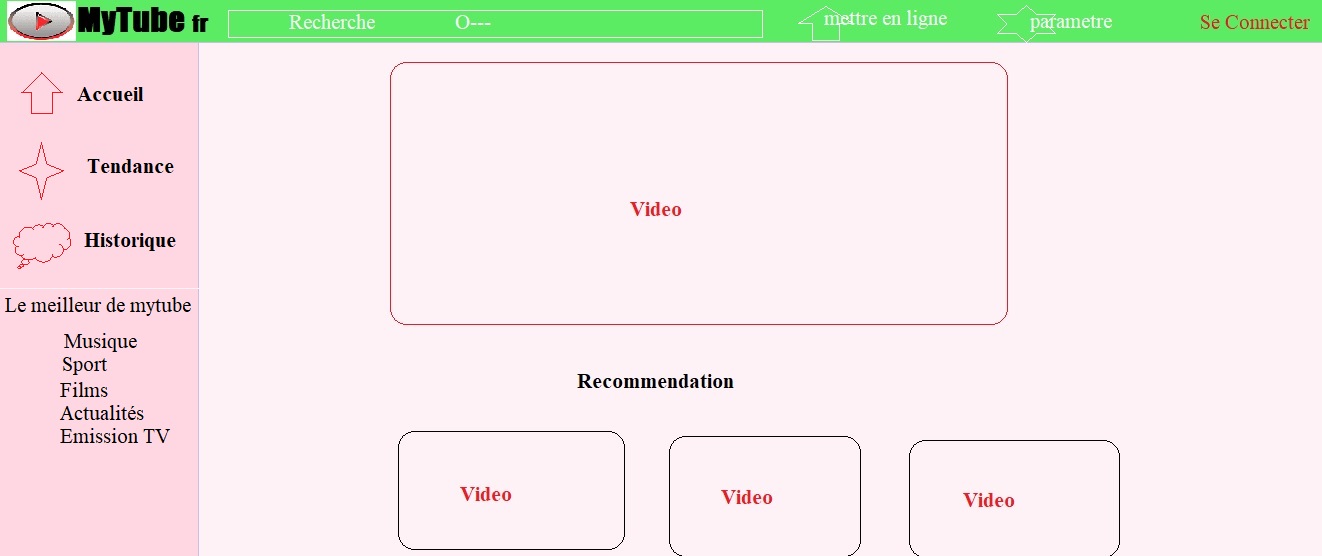 MyTube fr
Recherche O---
mettre en ligne
parametre
Se Connecter
Accueil
Tendance
Historique
Le meilleur de mytube
Musique
Sport
Films
Actualités
Emission TV
Video
Recommendation
Video
Video
Video